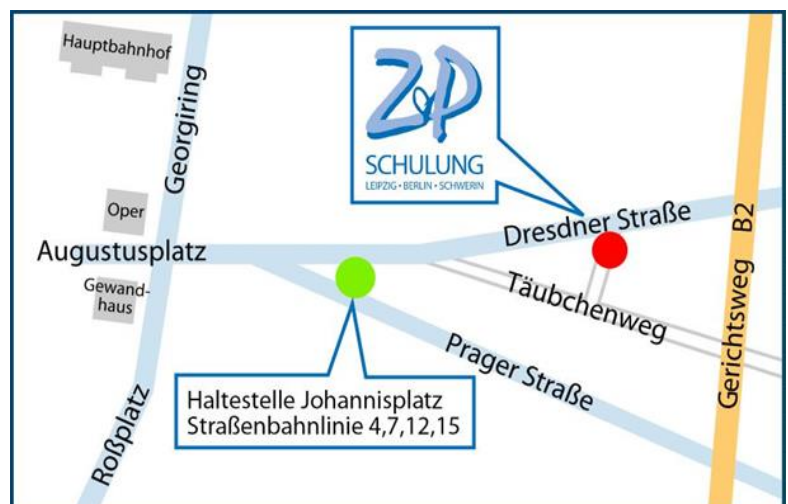 Hauptbahnhof
Georgiring
Z&P
SCHULUNG
LEIPZIG • BERLIN • SCHWERIN
Oper
Augustusplatz
Gewand-
haus
Roßplatz
Dresdner Straße
Täubchenweg
Prager Straße
Gerichtsweg B2
Haltestelle Johannisplatz
Straßenbahnlinie 4,7,12,15